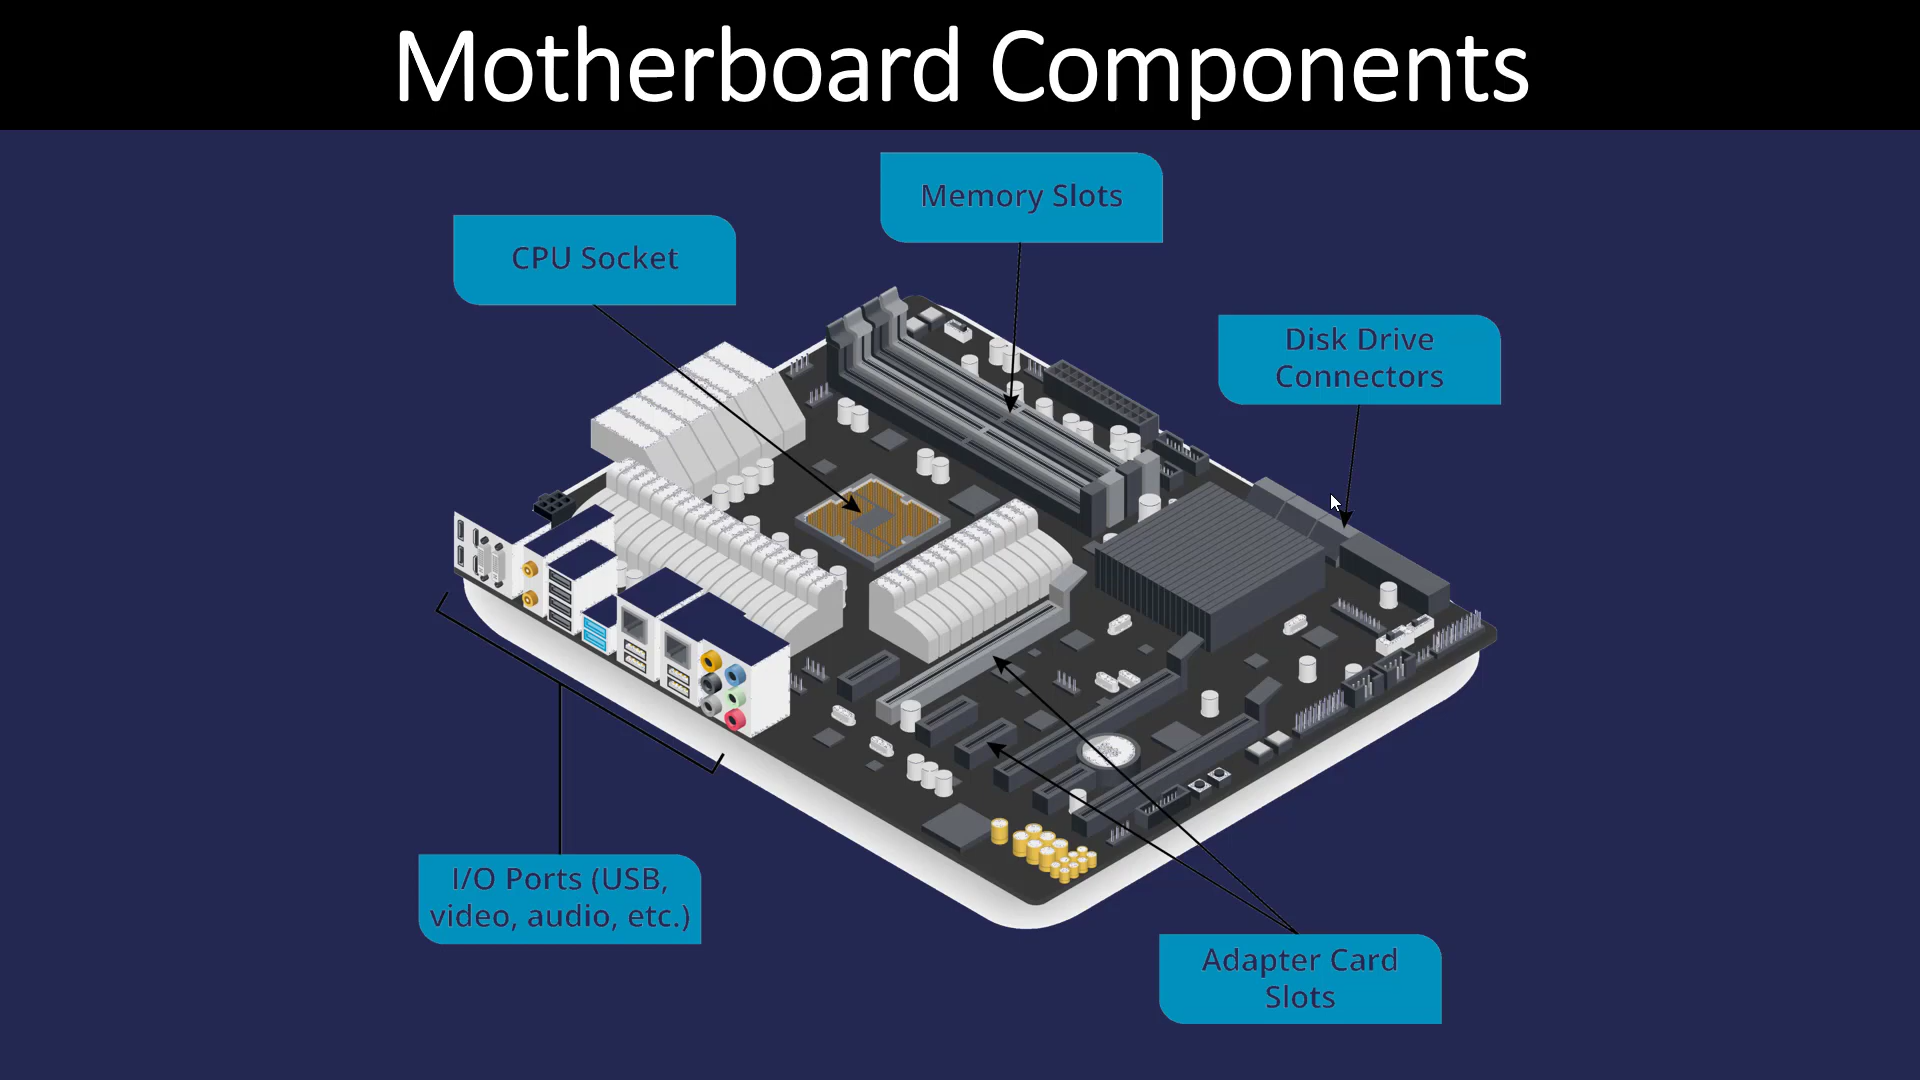 Motherboard Components
Memory Slots
CPU Socket
Disk Drive
Connectors
I/O Ports (USB,
video, audio, etc.)
Adapter Card
Slots